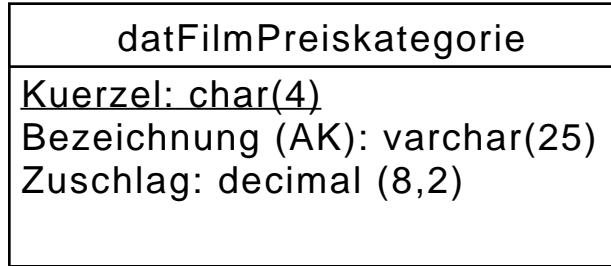 datFilmPreiskategorie
Kuerzel: char(4)
Bezeichnung (AK): varchar(25)
Zuschlag: decimal (8,2)